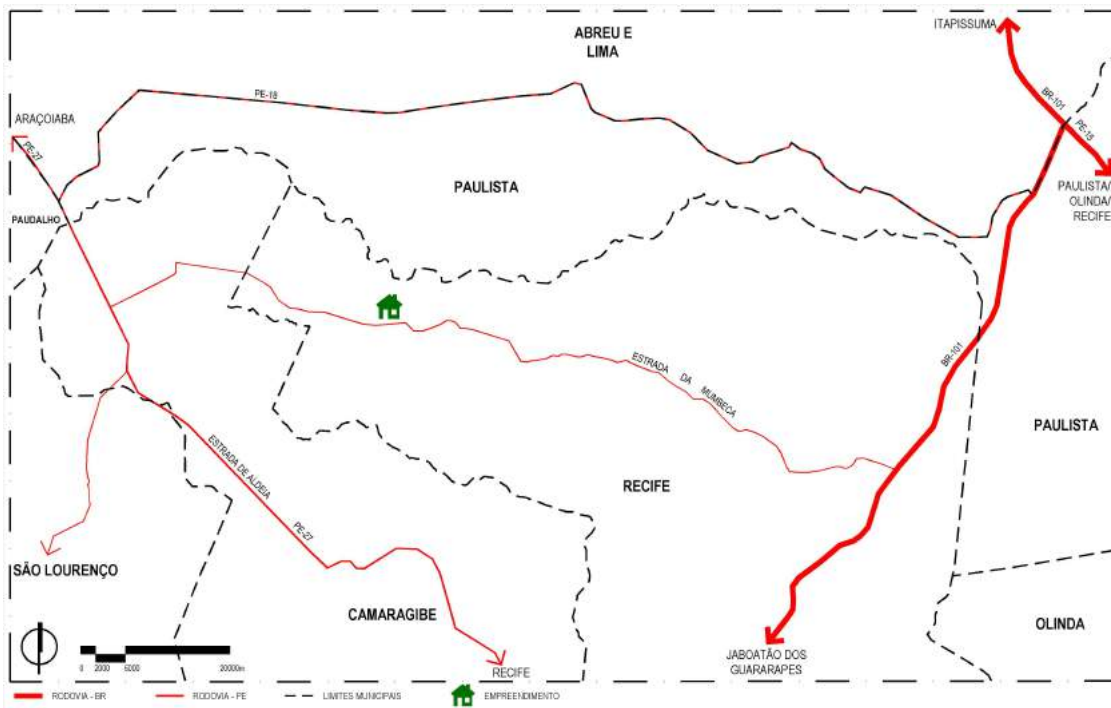 ITAPISSUMA
ABREU E
LIMA
PE-18
BR-101
PE-15
ARAÇOIABA
PE-27
PAULISTA
PAULISTA/
OLINDA/
RECIFE
PAUDALHO
ESTRADA DA MUMBECA
BR-101
PAULISTA
ESTRADA DE ALDEIA
RECIFE
PE-27
SÃO LOURENÇO
CAMARAGIBE
OLINDA
JABOATÃO DOS
GUARARAPES
RECIFE
0 2000 6000 20000m
RODOVIA - BR RODOVIA - PE LIMITES MUNICIPAIS EMPREENDIMENTO